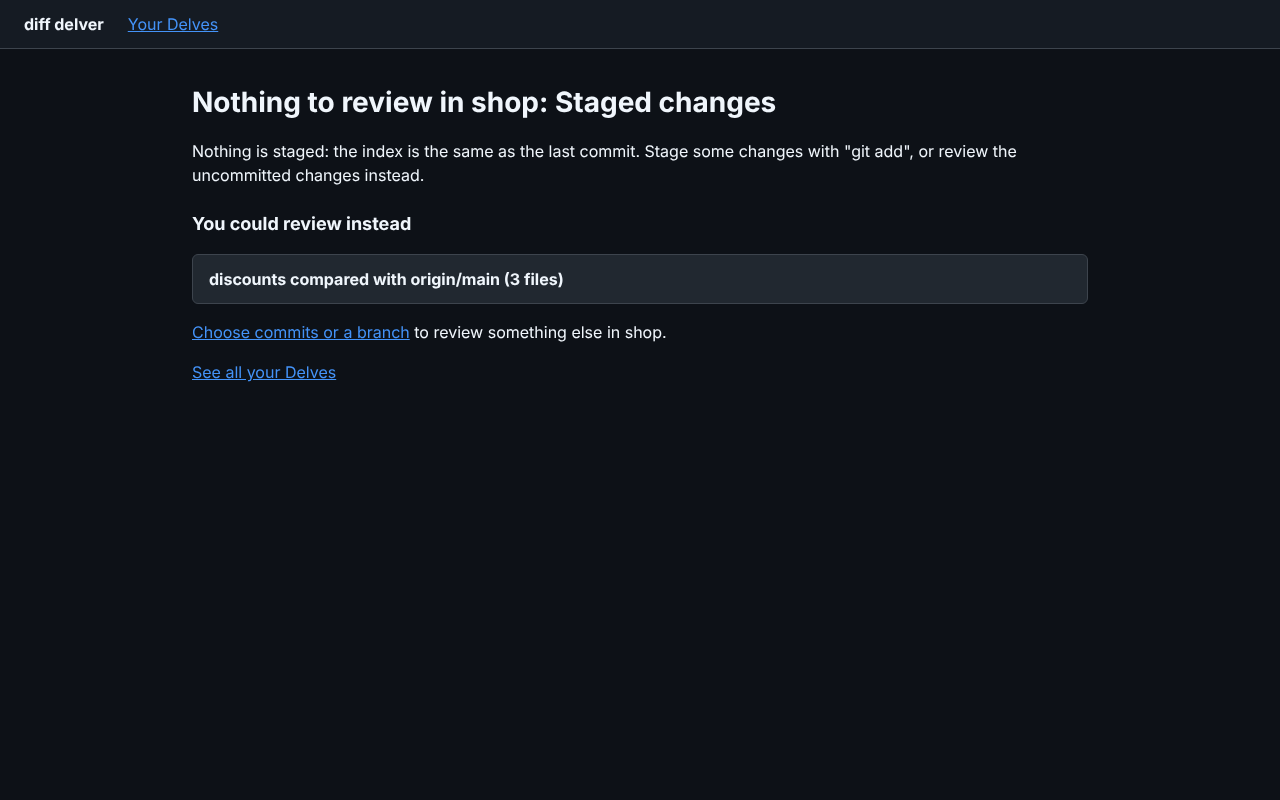 diff delver Your Delves
Nothing to review in shop: Staged changes
Nothing is staged: the index is the same as the last commit. Stage some changes with "git add", or review the
uncommitted changes instead.
You could review instead
discounts compared with origin/main (3 files)
Choose commits or a branch to review something else in shop.
See all your Delves